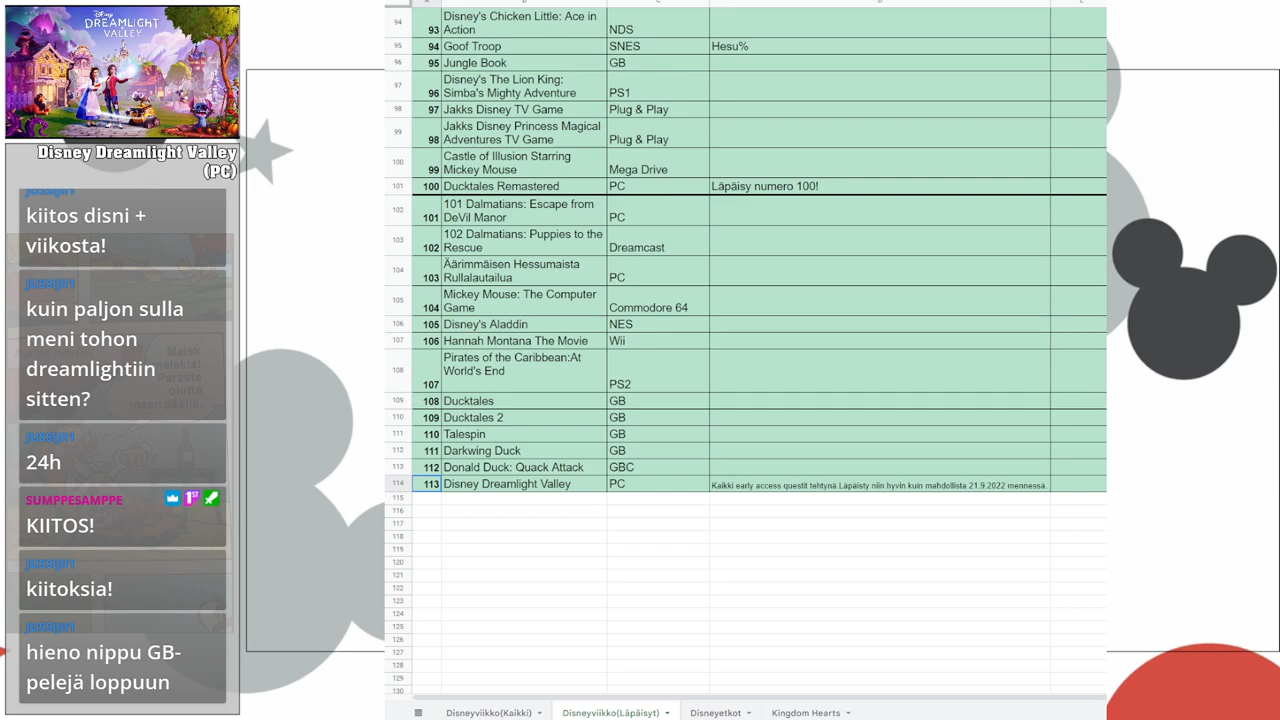 Disney
DREAMLIGHT
VALLEY
Disney Dreamlight Valley
(PC)
jussijii1
kiitos disni +
viikosta!
jussijii1
kuin paljon sulla
meni tohon
dreamlightiin
sitten?
jussijii1
24h
SUMPPESAMPPE
KIITOS!
jussijii1
kiitoksia!
jussijii1
hieno nippu GB-
pelejä loppuun
94 93 Disney's Chicken Little: Ace in
Action NDS
95 94 Goof Troop SNES Hesu%
96 95 Jungle Book GB
97 96 Disney's The Lion King:
Simba's Mighty Adventure PS1
98 97 Jakks Disney TV Game Plug & Play
99 98 Jakks Disney Princess Magical
Adventures TV Game Plug & Play
100 99 Castle of Illusion Starring
Mickey Mouse Mega Drive
101 100 Ducktales Remastered PC Läpäisy numero 100!
102 101 101 Dalmatians: Escape from
DeVil Manor PC
103 102 102 Dalmatians: Puppies to the
Rescue Dreamcast
104 103 Äärimmäisen Hessumaista
Rullalautailua PC
105 104 Mickey Mouse: The Computer
Game Commodore 64
106 105 Disney's Aladdin NES
107 106 Hannah Montana The Movie Wii
108 107 Pirates of the Caribbean:At
World's End PS2
109 108 Ducktales GB
110 109 Ducktales 2 GB
111 110 Talespin GB
112 111 Darkwing Duck GB
113 112 Donald Duck: Quack Attack GBC
114 113 Disney Dreamlight Valley PC Kaikki early access questit tehtynä.Läpäisty niin hyvin kuin mahdollista 21.9.2022 mennessä.
115
116
117
118
119
120
121
122
123
124
125
126
127
128
129
130
Disneyviikko(Kaikki) Disneyviikko(Läpäisyt) Disneyetkot Kingdom Hearts